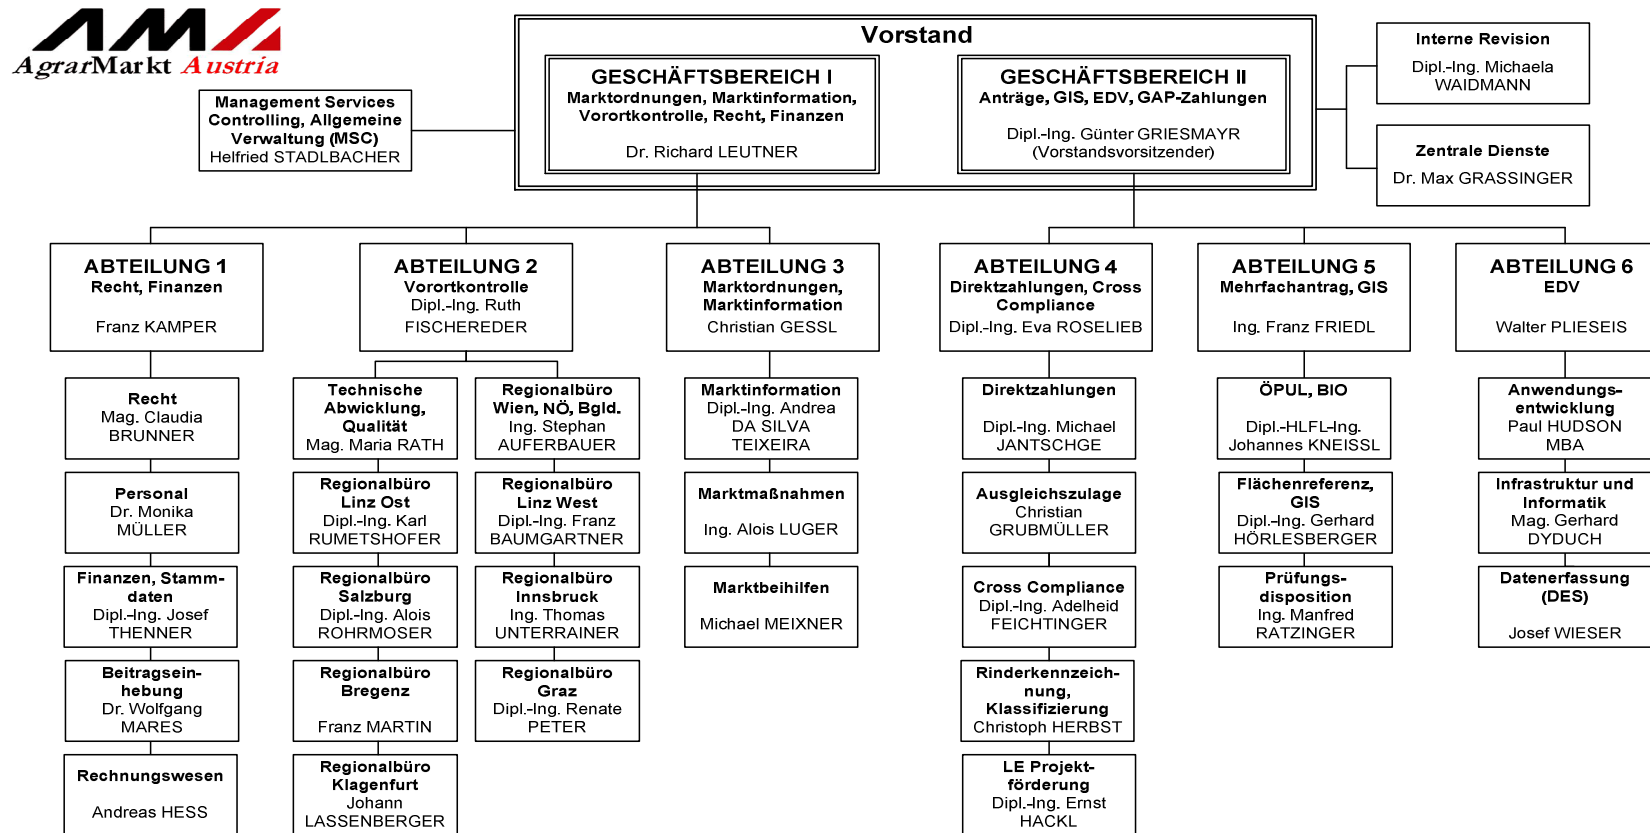 AMA
AgrarMarkt Austria
Vorstand
GESCHÄFTSBEREICH I
Marktordnungen, Marktinformation,
Vorortkontrolle, Recht, Finanzen
Dr. Richard LEUTNER
GESCHÄFTSBEREICH II
Anträge, GIS, EDV, GAP-Zahlungen
Dipl.-Ing. Günter GRIESMAYR
(Vorstandsvorsitzender)
Management Services
Controlling, Allgemeine
Verwaltung (MSC)
Helfried STADLBACHER
Interne Revision
Dipl.-Ing. Michaela
WAIDMANN
Zentrale Dienste
Dr. Max GRASSINGER
ABTEILUNG 1
Recht, Finanzen
Franz KAMPER
ABTEILUNG 2
Vorortkontrolle
Dipl.-Ing. Ruth
FISCHEREDER
ABTEILUNG 3
Marktordnungen,
Marktinformation
Christian GESSL
ABTEILUNG 4
Direktzahlungen, Cross
Compliance
Dipl.-Ing. Eva ROSELIEB
ABTEILUNG 5
Mehrfachantrag, GIS
Ing. Franz FRIEDL
ABTEILUNG 6
EDV
Walter PLIESEIS
Recht
Mag. Claudia
BRUNNER
Personal
Dr. Monika
MÜLLER
Finanzen, Stamm-
daten
Dipl.-Ing. Josef
THENNER
Beitragsein-
hebung
Dr. Wolfgang
MARES
Rechnungswesen
Andreas HESS
Technische
Abwicklung,
Qualität
Mag. Maria RATH
Regionalbüro
Linz Ost
Dipl.-Ing. Karl
RUMETSHOFER
Regionalbüro
Salzburg
Dipl.-Ing. Alois
ROHRMOSER
Regionalbüro
Bregenz
Franz MARTIN
Regionalbüro
Klagenfurt
Johann
LASSENBERGER
Regionalbüro
Wien, NÖ, Bgld.
Ing. Stephan
AUFERBAUER
Regionalbüro
Linz West
Dipl.-Ing. Franz
BAUMGARTNER
Regionalbüro
Innsbruck
Ing. Thomas
UNTERRAINER
Regionalbüro
Graz
Dipl.-Ing. Renate
PETER
Marktinformation
Dipl.-Ing. Andrea
DA SILVA
TEIXEIRA
Marktmaßnahmen
Ing. Alois LUGER
Marktbeihilfen
Michael MEIXNER
Direktzahlungen
Dipl.-Ing. Michael
JANTSCHGE
Ausgleichszulage
Christian
GRUBMÜLLER
Cross Compliance
Dipl.-Ing. Adelheid
FEICHTINGER
Rinderkennzeich-
nung,
Klassifizierung
Christoph HERBST
LE Projekt-
förderung
Dipl.-Ing. Ernst
HACKL
ÖPUL, BIO
Dipl.-HLFL-Ing.
Johannes KNEISSL
Flächenreferenz,
GIS
Dipl.-Ing. Gerhard
HÖRLESBERGER
Prüfungs-
disposition
Ing. Manfred
RATZINGER
Anwendungs-
entwicklung
Paul HUDSON
MBA
Infrastruktur und
Informatik
Mag. Gerhard
DYDUCH
Datenerfassung
(DES)
Josef WIESER